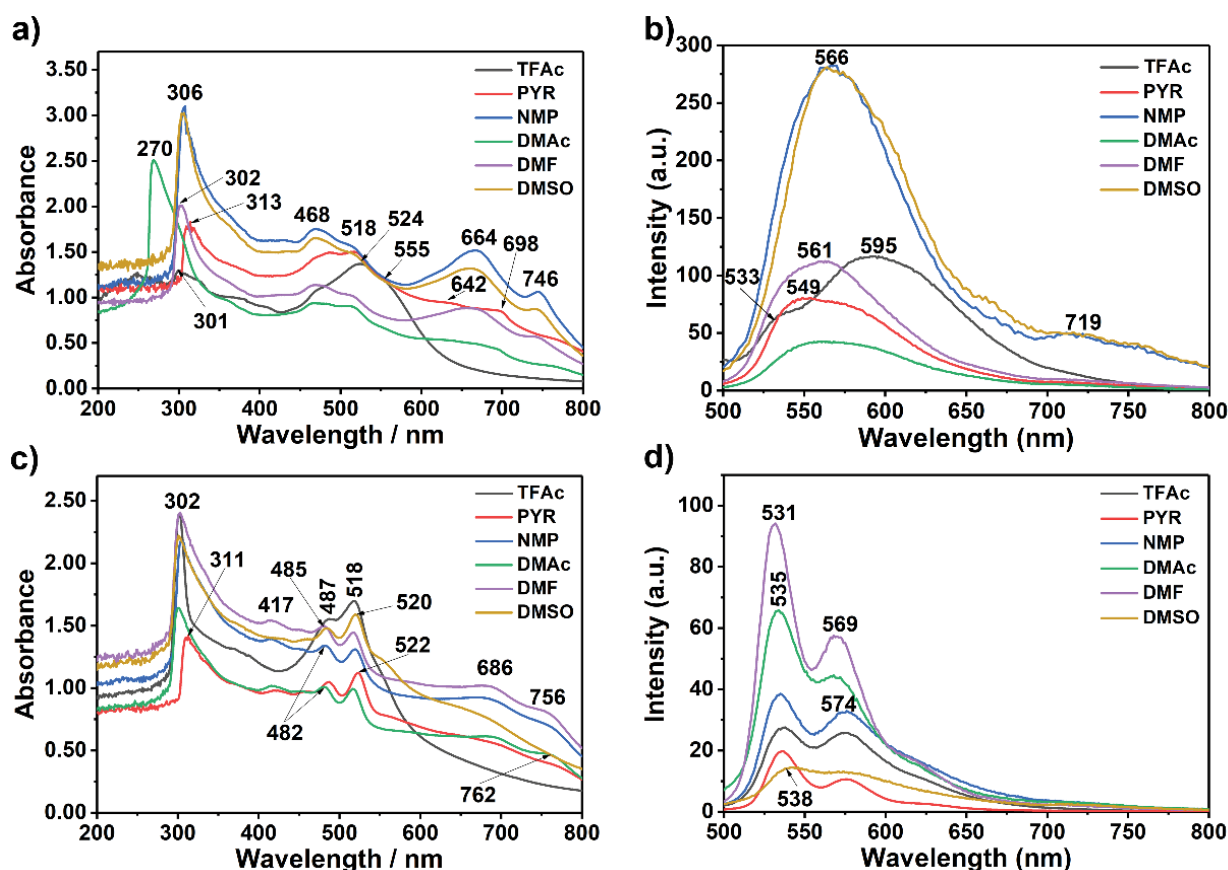 a)
Absorbance
3.50
3.00
2.50
2.00
1.50
1.00
0.50
0.00
200 300 400 500 600 700 800
Wavelength / nm
306
270
302
313
468
518
524
555
664
698
746
642
301
TFAc
PYR
NMP
DMAc
DMF
DMSO
b)
Intensity (a.u.)
300
250
200
150
100
50
0
500 550 600 650 700 750 800
Wavelength (nm)
566
561
595
533
549
719
TFAc
PYR
NMP
DMAc
DMF
DMSO
c)
Absorbance
2.50
2.00
1.50
1.00
0.50
0.00
200 300 400 500 600 700 800
Wavelength / nm
302
311
485
487
518
417
520
522
686
756
482
762
TFAc
PYR
NMP
DMAc
DMF
DMSO
d)
Intensity (a.u.)
100
80
60
40
20
0
500 550 600 650 700 750 800
Wavelength (nm)
531
535
569
574
538
TFAc
PYR
NMP
DMAc
DMF
DMSO